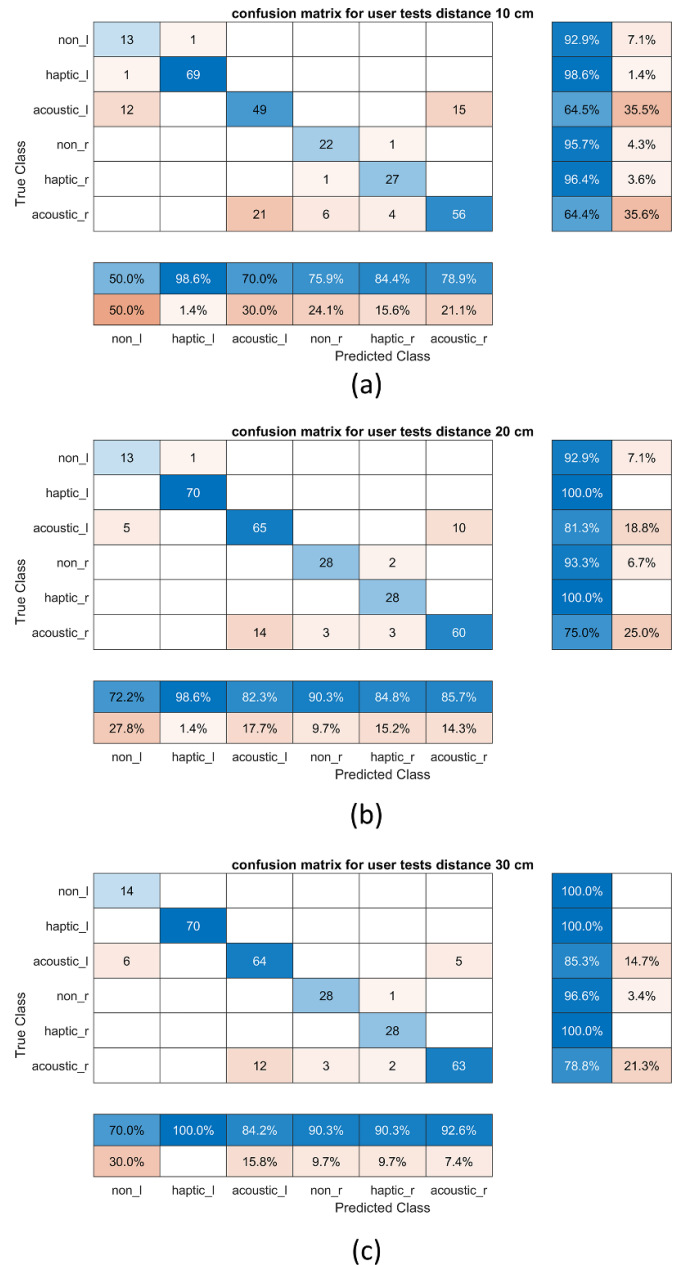 confusion matrix for user tests distance 10 cm
non_l 13 1 92.9% 7.1%
haptic_l 1 69 98.6% 1.4%
acoustic_l 12 49 15 64.5% 35.5%
non_r 22 1 95.7% 4.3%
haptic_r 1 27 96.4% 3.6%
acoustic_r 21 6 4 56 64.4% 35.6%
True Class
50.0% 98.6% 70.0% 75.9% 84.4% 78.9%
50.0% 1.4% 30.0% 24.1% 15.6% 21.1%
non_l haptic_l acoustic_l non_r haptic_r acoustic_r
Predicted Class
(a)
confusion matrix for user tests distance 20 cm
non_l 13 1 92.9% 7.1%
haptic_l 70 100.0%
acoustic_l 5 65 10 81.3% 18.8%
non_r 28 2 93.3% 6.7%
haptic_r 28 100.0%
acoustic_r 14 3 3 60 75.0% 25.0%
True Class
72.2% 98.6% 82.3% 90.3% 84.8% 85.7%
27.8% 1.4% 17.7% 9.7% 15.2% 14.3%
non_l haptic_l acoustic_l non_r haptic_r acoustic_r
Predicted Class
(b)
confusion matrix for user tests distance 30 cm
non_l 14 100.0%
haptic_l 70 100.0%
acoustic_l 6 64 5 85.3% 14.7%
non_r 28 1 96.6% 3.4%
haptic_r 28 100.0%
acoustic_r 12 3 2 63 78.8% 21.3%
True Class
70.0% 100.0% 84.2% 90.3% 90.3% 92.6%
30.0% 15.8% 9.7% 9.7% 7.4%
non_l haptic_l acoustic_l non_r haptic_r acoustic_r
Predicted Class
(c)